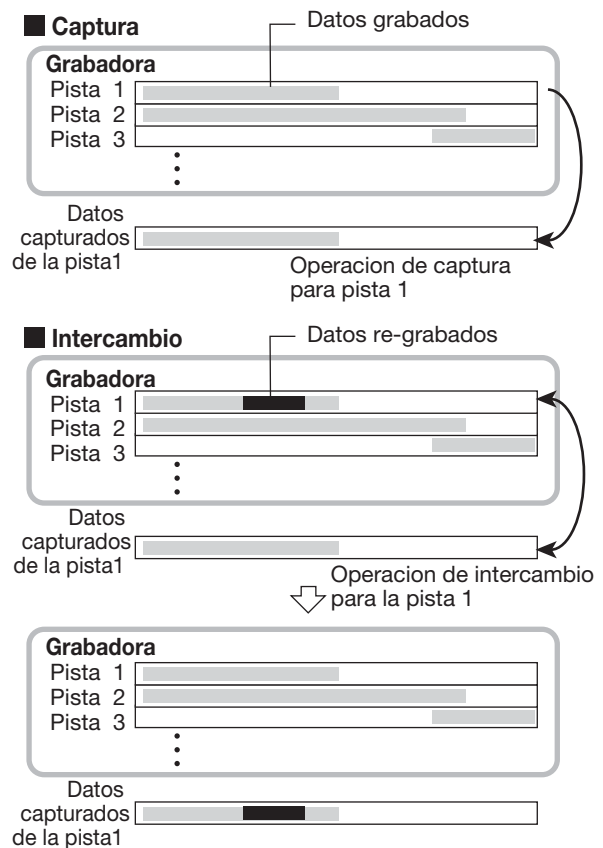 Captura
Datos grabados
Grabadora
Pista 1
Pista 2
Pista 3
Datos
capturados
de la pista1
Operacion de captura
para pista 1
Intercambio
Datos re-grabados
Grabadora
Pista 1
Pista 2
Pista 3
Datos
capturados
de la pista1
Operacion de intercambio
para la pista 1
Grabadora
Pista 1
Pista 2
Pista 3
Datos
capturados
de la pista1